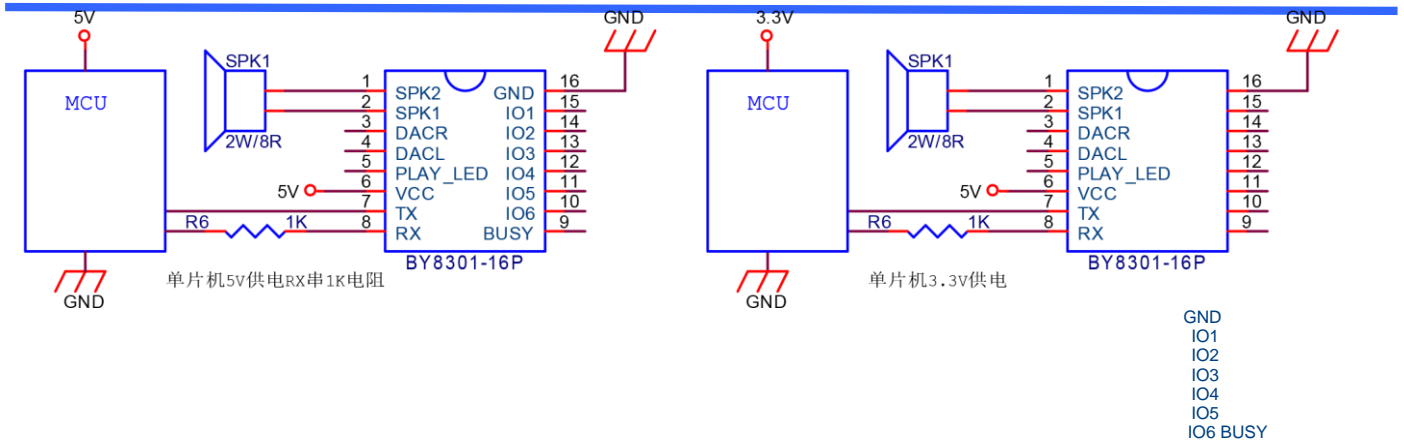 5V
GND
3.3V
GND
MCU
SPK1
2W/8R
1 SPK2 GND 16
2 SPK1 IO1 15
3 DACR IO2 14
4 DACL IO3 13
5 PLAY_LED IO4 12
5V 6 VCC IO5 11
7 TX IO6 10
R6 1K 8 RX BUSY 9
BY8301-16P
GND
单片机5V供电RX串1K电阻
MCU
SPK1
2W/8R
1 SPK2 16
2 SPK1 15
3 DACR 14
4 DACL 13
5 PLAY_LED 12
5V 6 VCC 11
7 TX 10
R6 1K 8 RX 9
BY8301-16P
GND
单片机3.3V供电
GND
IO1
IO2
IO3
IO4
IO5
IO6 BUSY